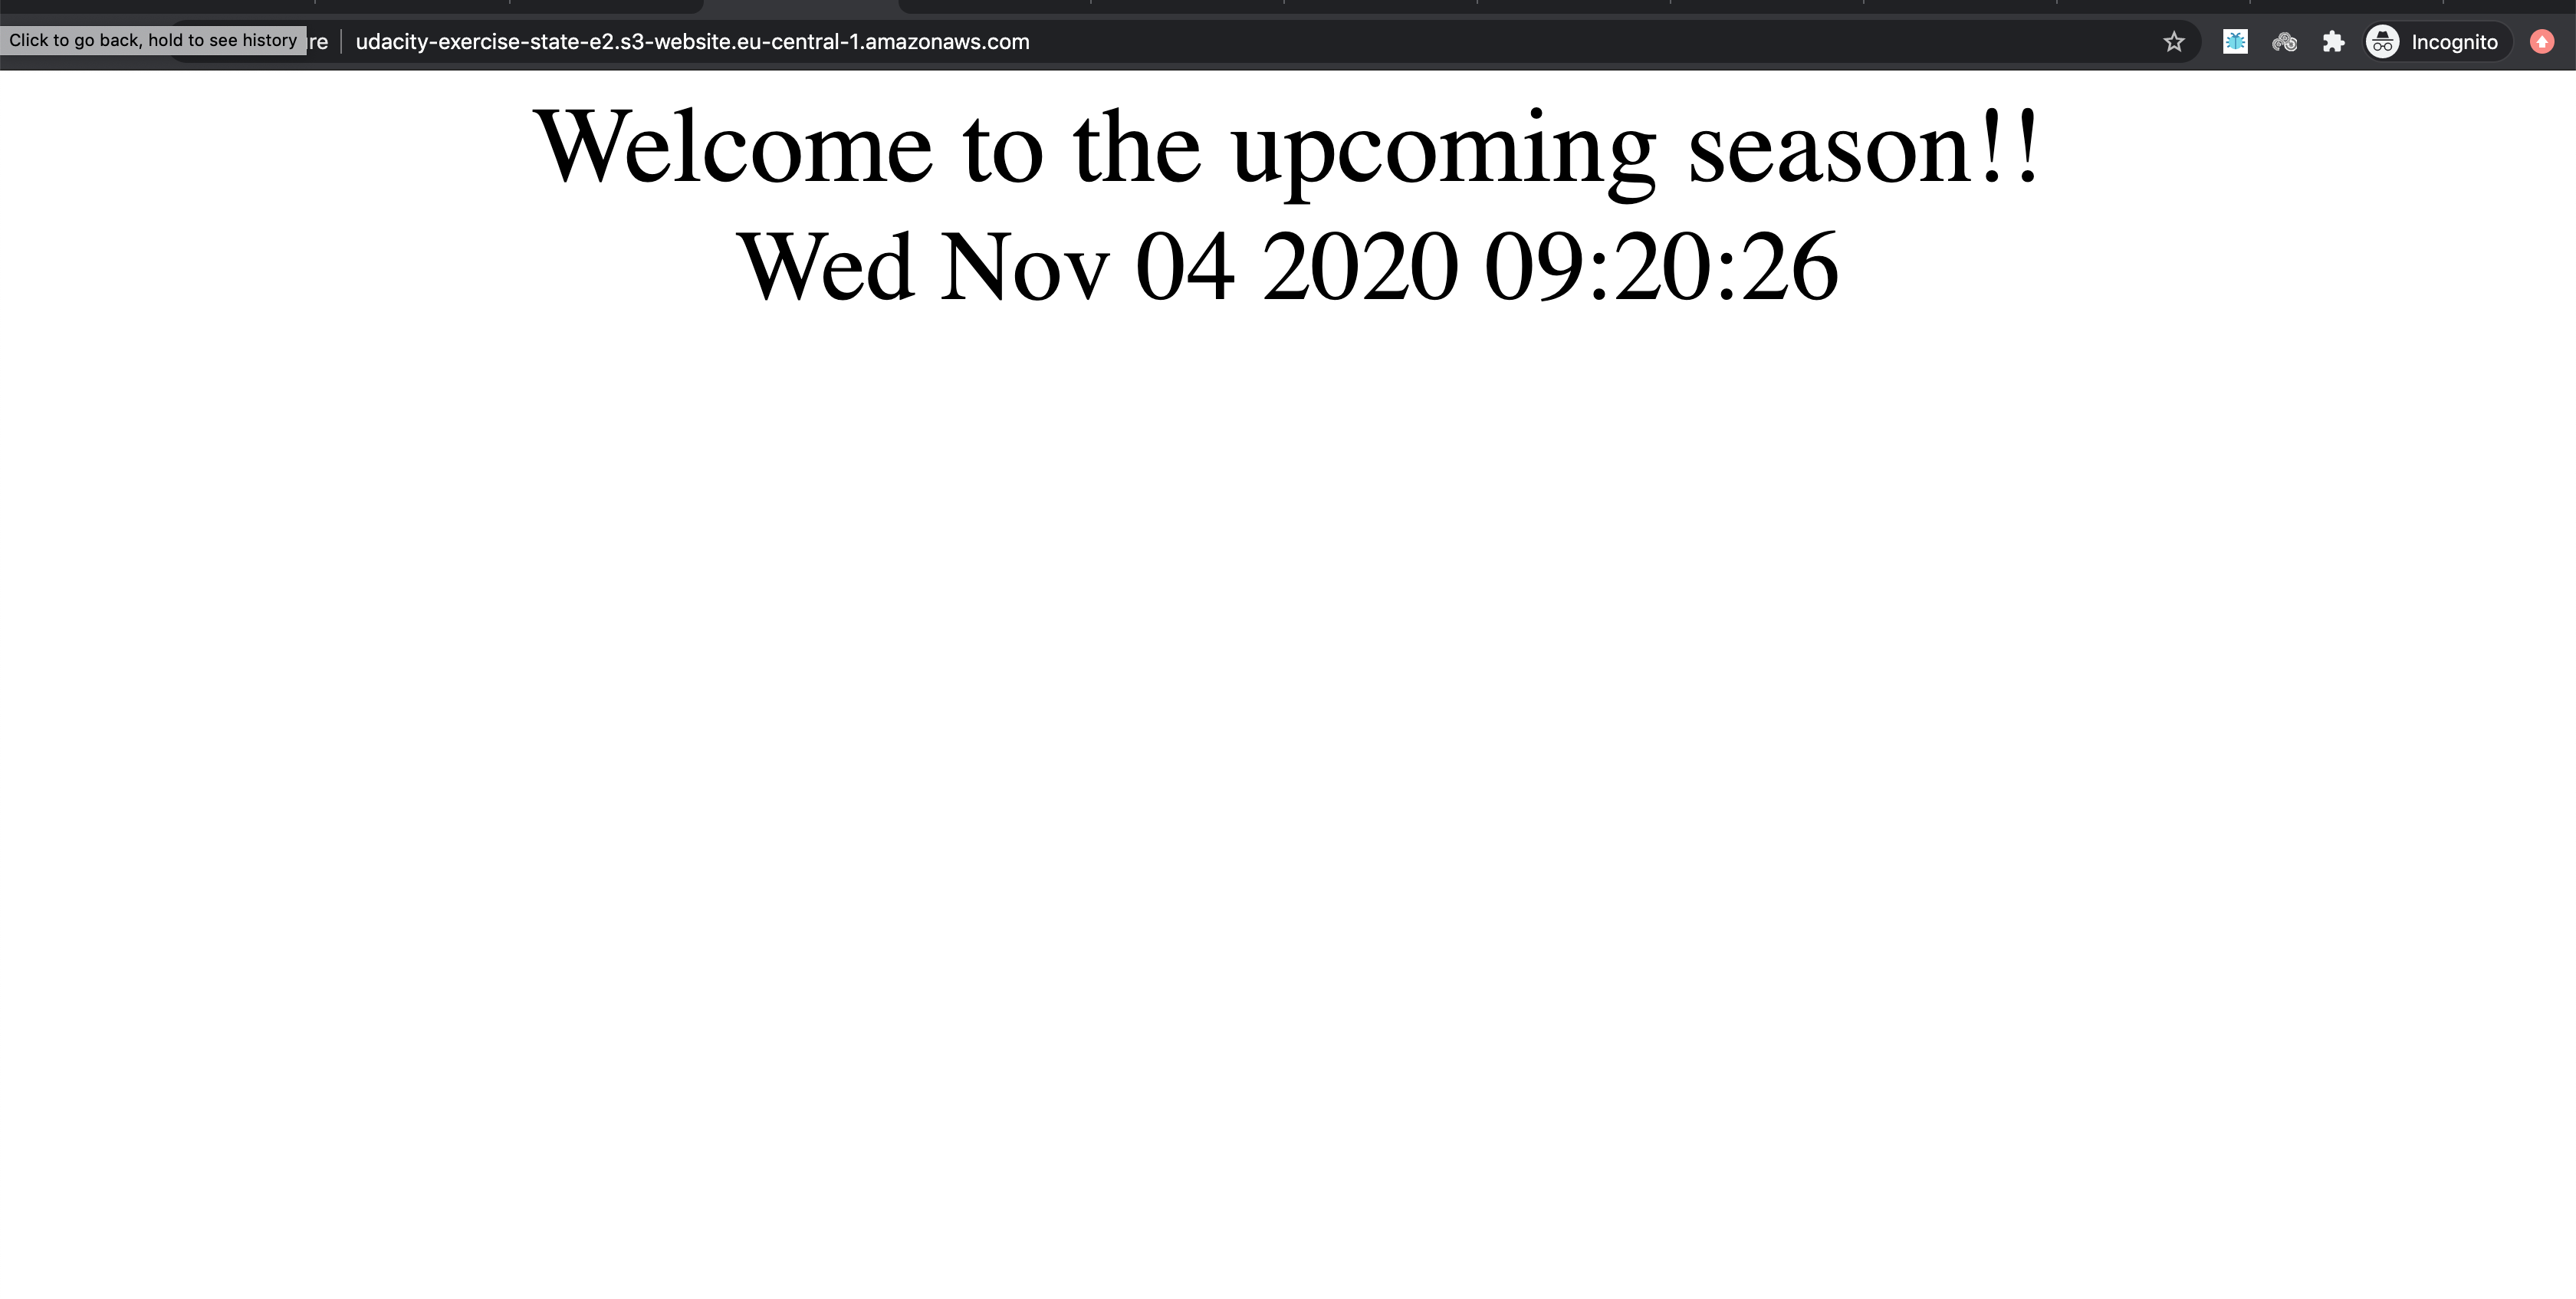 Click to go back, hold to see history
udacity-exercise-state-e2.s3-website.eu-central-1.amazonaws.com
Incognito
Welcome to the upcoming season!!
Wed Nov 04 2020 09:20:26